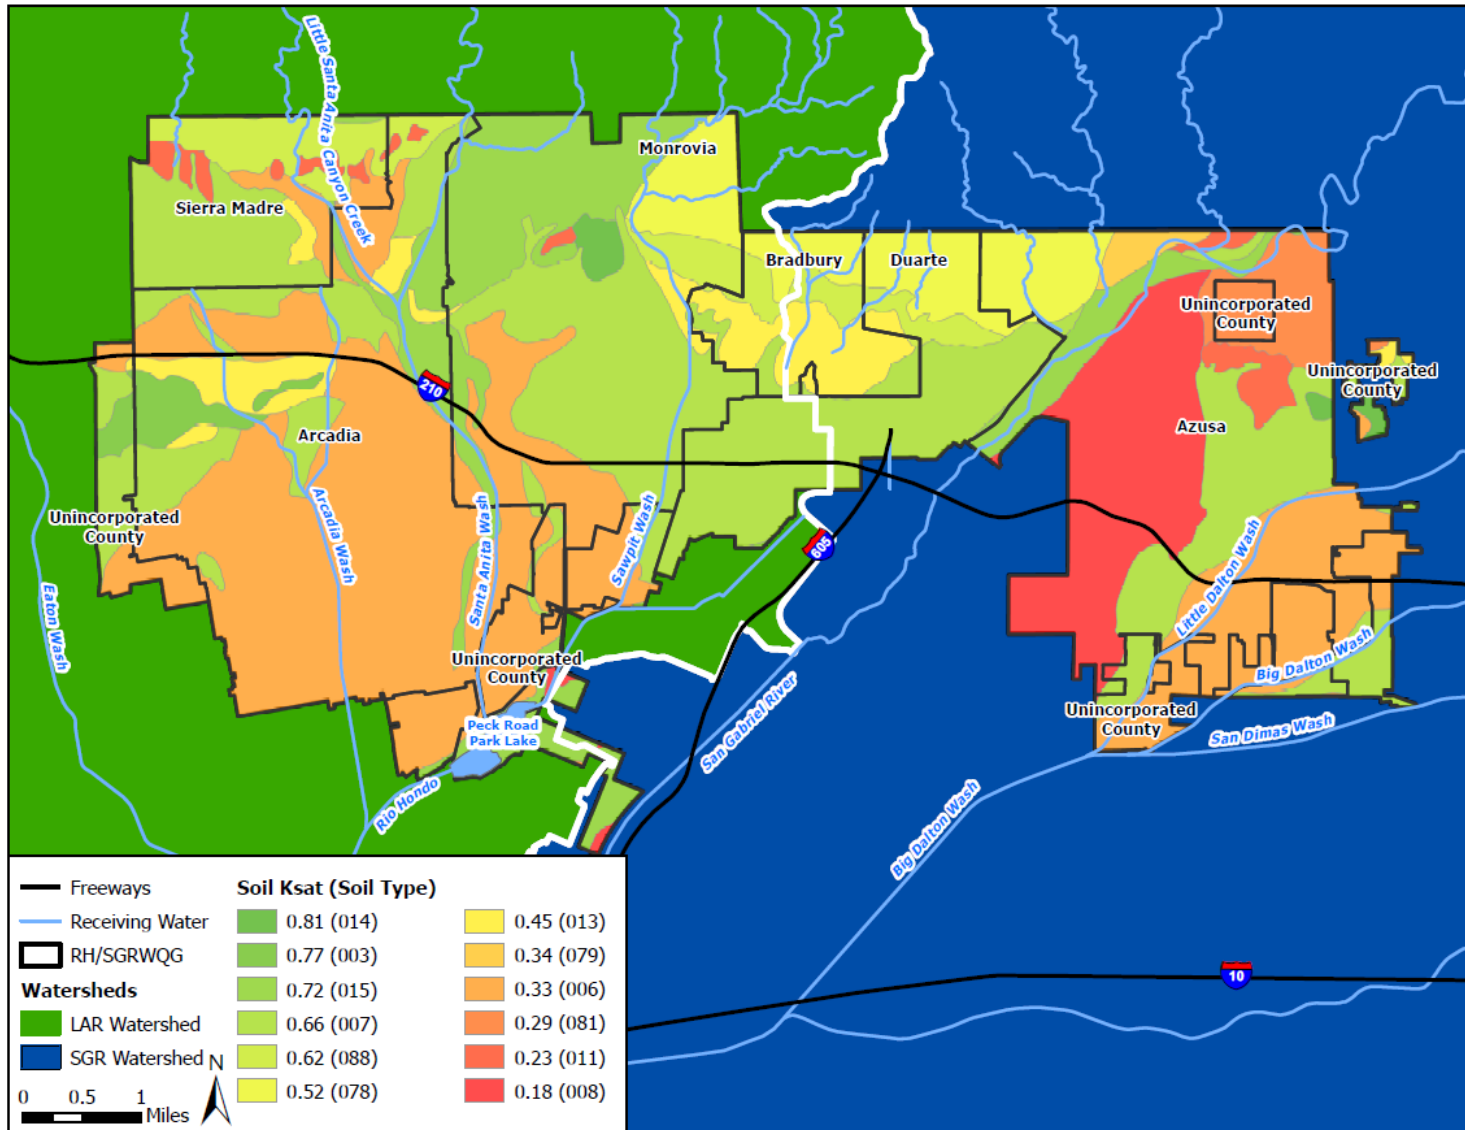 Little Santa Anita Canyon Creek
Monrovia
Sierra Madre
Bradbury
Duarte
Unincorporated
County
Unincorporated
County
210
Arcadia
Azusa
Unincorporated
County
Arcadia Wash
Santa Anita Wash
Sawpit Wash
605
Little Dalton Wash
Eaton Wash
Unincorporated
County
Big Dalton Wash
Peck Road
Park Lake
San Gabriel River
Unincorporated
County
San Dimas Wash
Rio Hondo
Big Dalton Wash
10
Freeways
Receiving Water
RH/SGRWQG
Watersheds
LAR Watershed
SGR Watershed
N
0 0.5 1
Miles
Soil Ksat (Soil Type)
0.81 (014)
0.77 (003)
0.72 (015)
0.66 (007)
0.62 (088)
0.52 (078)
0.45 (013)
0.34 (079)
0.33 (006)
0.29 (081)
0.23 (011)
0.18 (008)